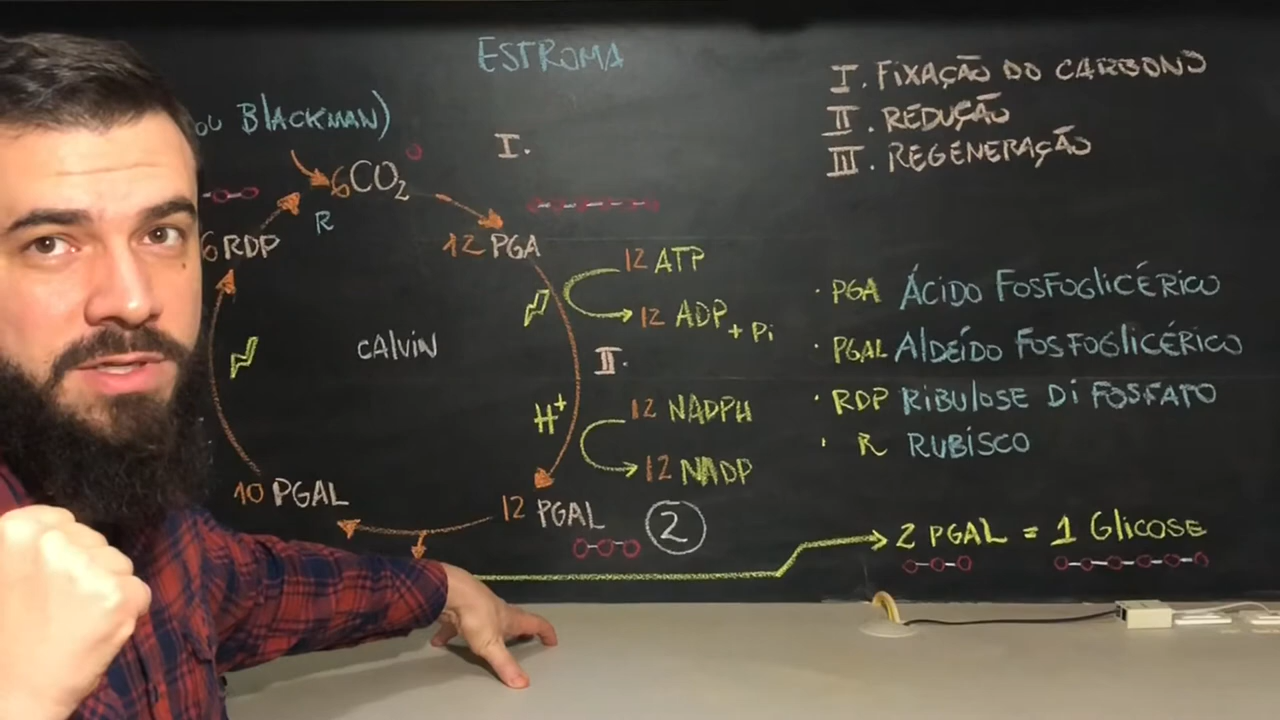 ESTROMA
ou BLACKMAN)
I.
6CO2
R
6 RDP
12 PGA
12 ATP
12 ADP + Pi
CALVIN
II.
H+
12 NADPH
12 NADP
10 PGAL
12 PGAL
2
I. FIXAÇÃO DO CARBONO
II. REDUÇÃO
III. REGENERAÇÃO
· PGA ÁCIDO FOSFOGLICÉRICO
· PGAL ALDEÍDO FOSFOGLICÉRICO
· RDP RIBULOSE DI FOSFATO
· R RUBISCO
2 PGAL = 1 GLICOSE